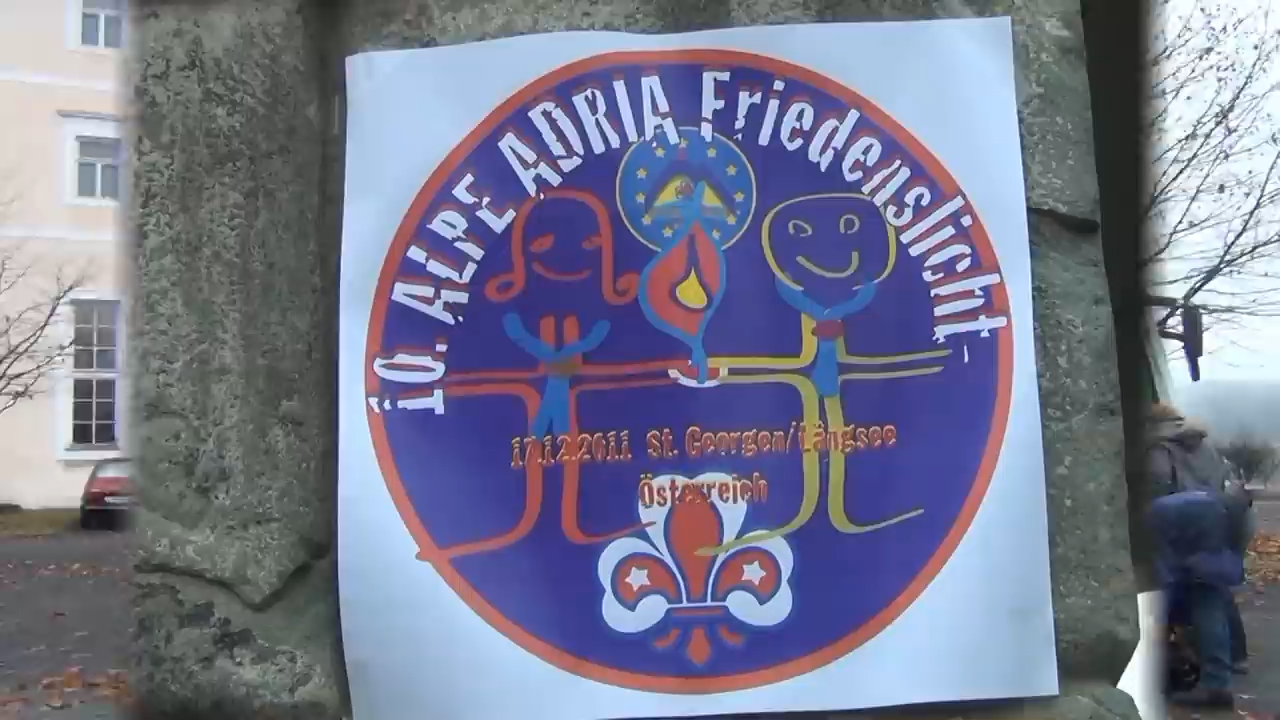 10. ALPE ADRIA Friedenslicht
17.12.2011 St. Georgen/Längsee
Österreich